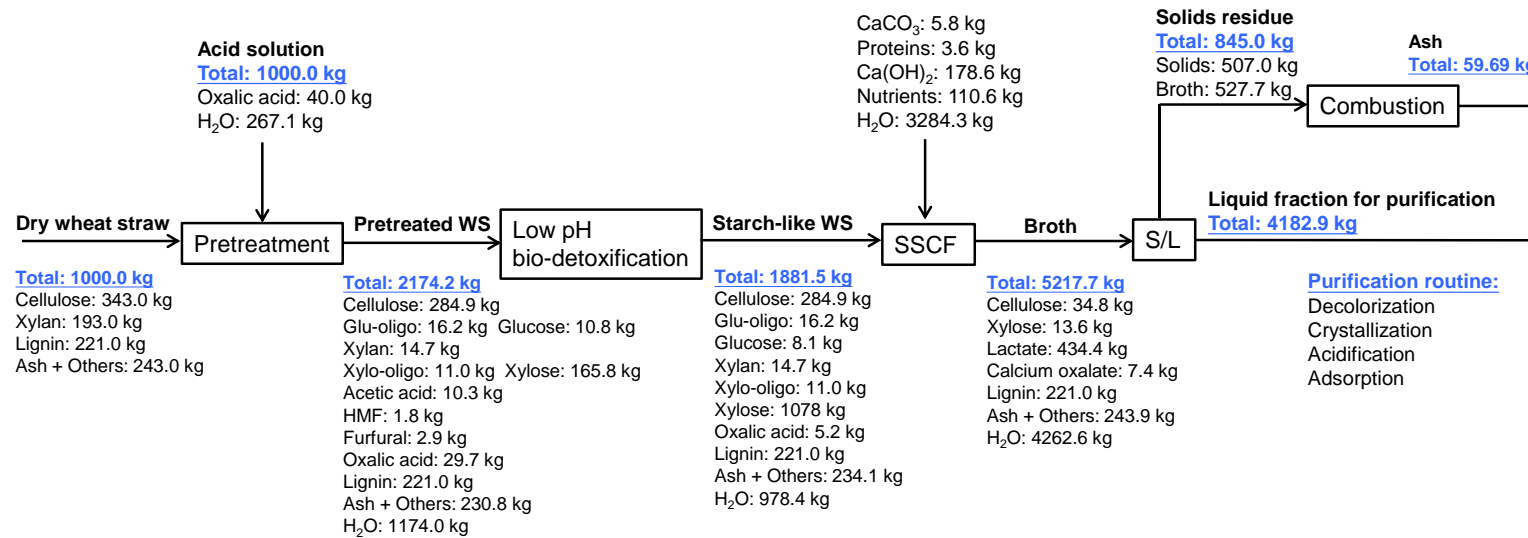 Acid solution
Total: 1000.0 kg
Oxalic acid: 40.0 kg
H₂O: 267.1 kg
CaCO₃: 5.8 kg
Proteins: 3.6 kg
Ca(OH)₂: 178.6 kg
Nutrients: 110.6 kg
H₂O: 3284.3 kg
Solids residue
Total: 845.0 kg
Solids: 507.0 kg
Broth: 527.7 kg
Ash
Total: 59.69 kg
Combustion
Dry wheat straw
Pretreatment
Pretreated WS
Low pH
bio-detoxification
Starch-like WS
SSCF
Broth
S/L
Liquid fraction for purification
Total: 4182.9 kg
Total: 1000.0 kg
Cellulose: 343.0 kg
Xylan: 193.0 kg
Lignin: 221.0 kg
Ash + Others: 243.0 kg
Total: 2174.2 kg
Cellulose: 284.9 kg
Glu-oligo: 16.2 kg Glucose: 10.8 kg
Xylan: 14.7 kg
Xylo-oligo: 11.0 kg Xylose: 165.8 kg
Acetic acid: 10.3 kg
HMF: 1.8 kg
Furfural: 2.9 kg
Oxalic acid: 29.7 kg
Lignin: 221.0 kg
Ash + Others: 230.8 kg
H₂O: 1174.0 kg
Total: 1881.5 kg
Cellulose: 284.9 kg
Glu-oligo: 16.2 kg
Glucose: 8.1 kg
Xylan: 14.7 kg
Xylo-oligo: 11.0 kg
Xylose: 1078 kg
Oxalic acid: 5.2 kg
Lignin: 221.0 kg
Ash + Others: 234.1 kg
H₂O: 978.4 kg
Total: 5217.7 kg
Cellulose: 34.8 kg
Xylose: 13.6 kg
Lactate: 434.4 kg
Calcium oxalate: 7.4 kg
Lignin: 221.0 kg
Ash + Others: 243.9 kg
H₂O: 4262.6 kg
Purification routine:
Decolorization
Crystallization
Acidification
Adsorption